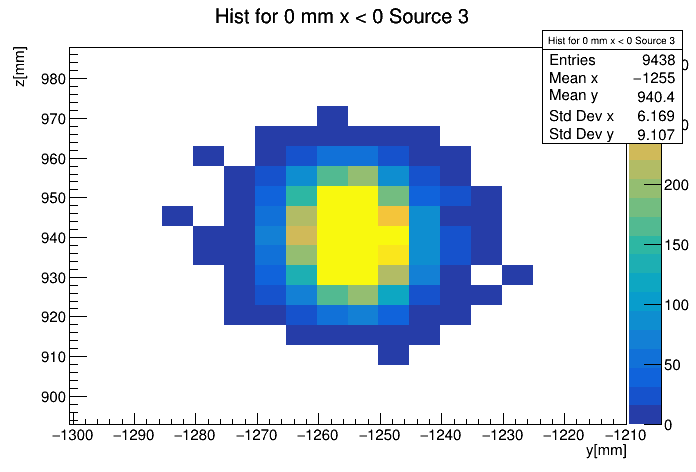 Hist for 0 mm x < 0 Source 3
z[mm]
Hist for 0 mm x < 0 Source 3
Entries 9438
Mean x −1255
Mean y 940.4
Std Dev x 6.169
Std Dev y 9.107
980
970
960
950
940
930
920
910
900
0
0
200
150
100
50
0
−1300 −1290 −1280 −1270 −1260 −1250 −1240 −1230 −1220 −1210
y[mm]